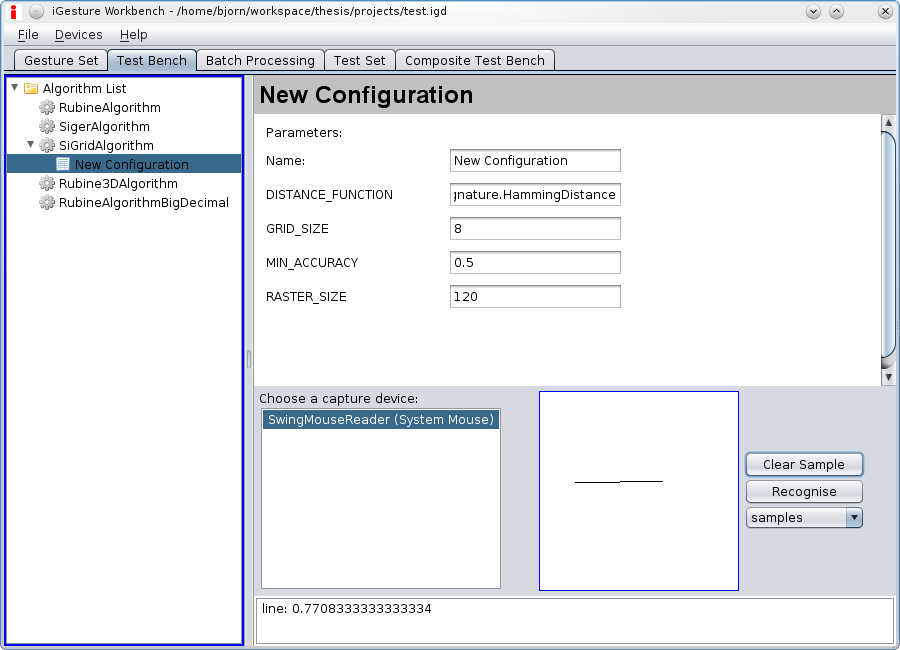 iGesture Workbench - /home/bjorn/workspace/thesis/projects/test.igd
File Devices Help
Gesture Set Test Bench Batch Processing Test Set Composite Test Bench
Algorithm List
RubineAlgorithm
SigerAlgorithm
SiGridAlgorithm
New Configuration
Rubine3DAlgorithm
RubineAlgorithmBigDecimal
New Configuration
Parameters:
Name: New Configuration
DISTANCE_FUNCTION gnature.HammingDistance
GRID_SIZE 8
MIN_ACCURACY 0.5
RASTER_SIZE 120
Choose a capture device:
SwingMouseReader (System Mouse)
Clear Sample
Recognise
samples
line: 0.7708333333333334